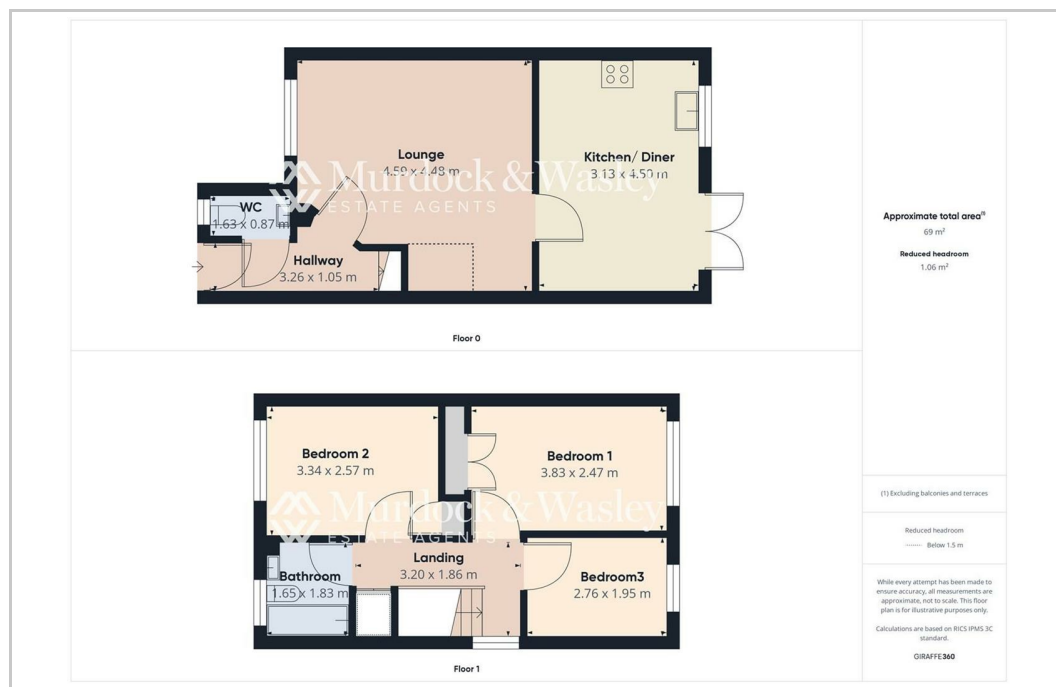 Lounge
4.59 x 4.48 m
Kitchen/ Diner
3.13 x 4.50 m
Murdock & Wasley
ESTATE AGENTS
WC
1.63 x 0.87 m
Hallway
3.26 x 1.05 m
Floor 0
Bedroom 2
3.34 x 2.57 m
Bedroom 1
3.83 x 2.47 m
Murdock & Wasley
ESTATE AGENTS
Landing
3.20 x 1.86 m
Bathroom
1.65 x 1.83 m
Bedroom3
2.76 x 1.95 m
Floor 1
Approximate total area(1)
69 m²
Reduced headroom
1.06 m²
(1) Excluding balconies and terraces
Reduced headroom
Below 1.5 m
While every attempt has been made to
ensure accuracy, all measurements are
approximate, not to scale. This floor
plan is for illustrative purposes only.
Calculations are based on RICS IPMS 3C
standard.
GIRAFFE360